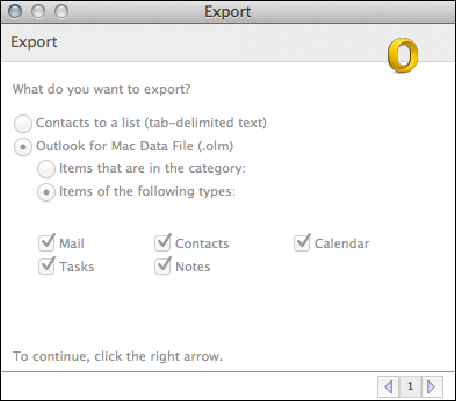 Export
Export
What do you want to export?
Contacts to a list (tab-delimited text)
Outlook for Mac Data File (.olm)
Items that are in the category:
Items of the following types:
Mail Contacts Calendar
Tasks Notes
To continue, click the right arrow.
1